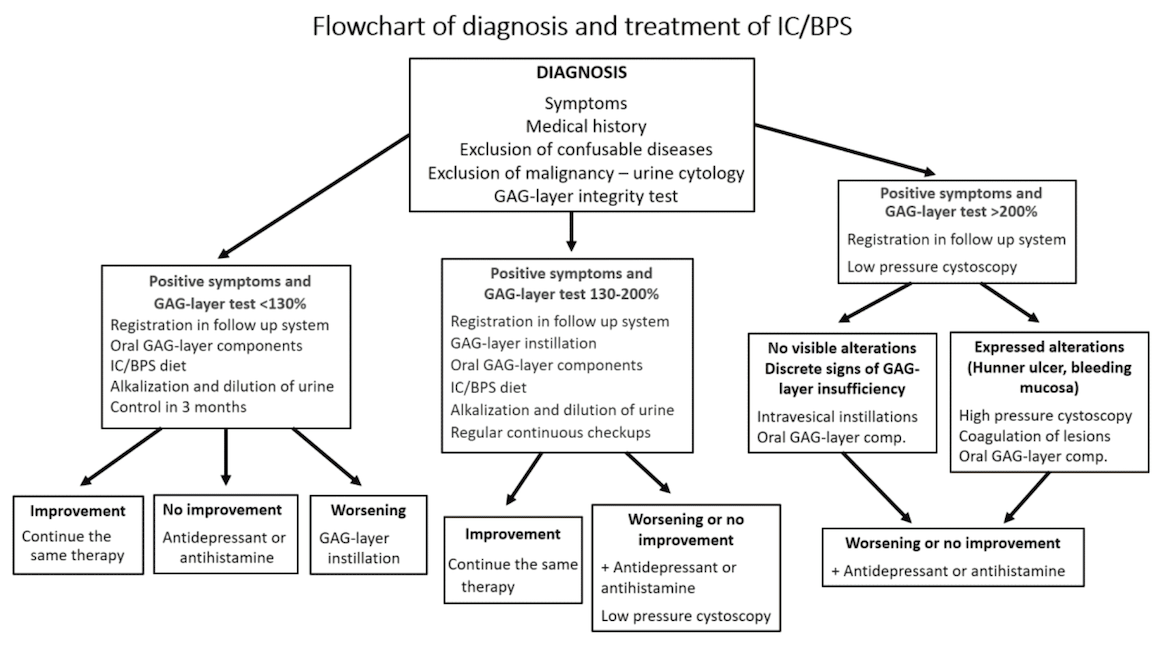 Flowchart of diagnosis and treatment of IC/BPS
DIAGNOSIS
Symptoms
Medical history
Exclusion of confusable diseases
Exclusion of malignancy – urine cytology
GAG-layer integrity test
Positive symptoms and
GAG-layer test <130%
Registration in follow up system
Oral GAG-layer components
IC/BPS diet
Alkalization and dilution of urine
Control in 3 months
Improvement
Continue the
same therapy
No improvement
Antidepressant or
antihistamine
Worsening
GAG-layer
instillation
Positive symptoms and
GAG-layer test 130-200%
Registration in follow up system
GAG-layer instillation
Oral GAG-layer components
IC/BPS diet
Alkalization and dilution of urine
Regular continuous checkups
Improvement
Continue the same
therapy
Worsening or no
improvement
+ Antidepressant or
antihistamine
Low pressure cystoscopy
Positive symptoms and
GAG-layer test >200%
Registration in follow up system
Low pressure cystoscopy
No visible alterations
Discrete signs of GAG-
layer insufficiency
Intravesical instillations
Oral GAG-layer comp.
Expressed alterations
(Hunner ulcer, bleeding
mucosa)
High pressure cystoscopy
Coagulation of lesions
Oral GAG-layer comp.
Worsening or no improvement
+ Antidepressant or antihistamine